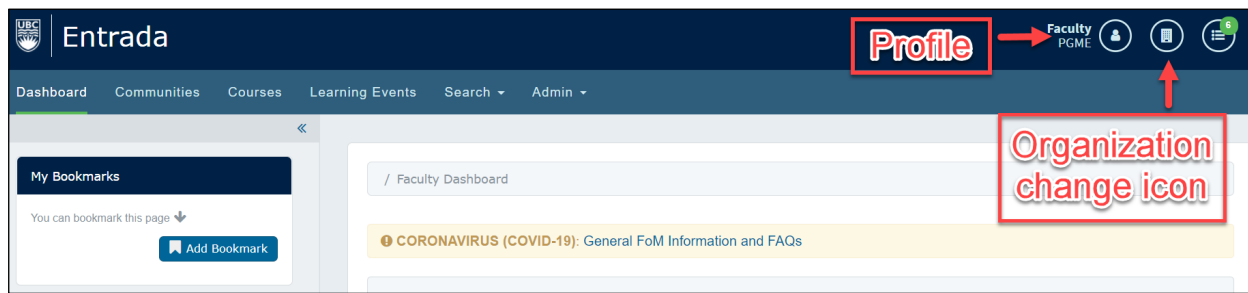 UBC
Entrada
Profile
Faculty
PGME
6
Dashboard Communities Courses Learning Events Search Admin
Organization
change icon
My Bookmarks
/ Faculty Dashboard
You can bookmark this page
Add Bookmark
CORONAVIRUS (COVID-19): General FoM Information and FAQs